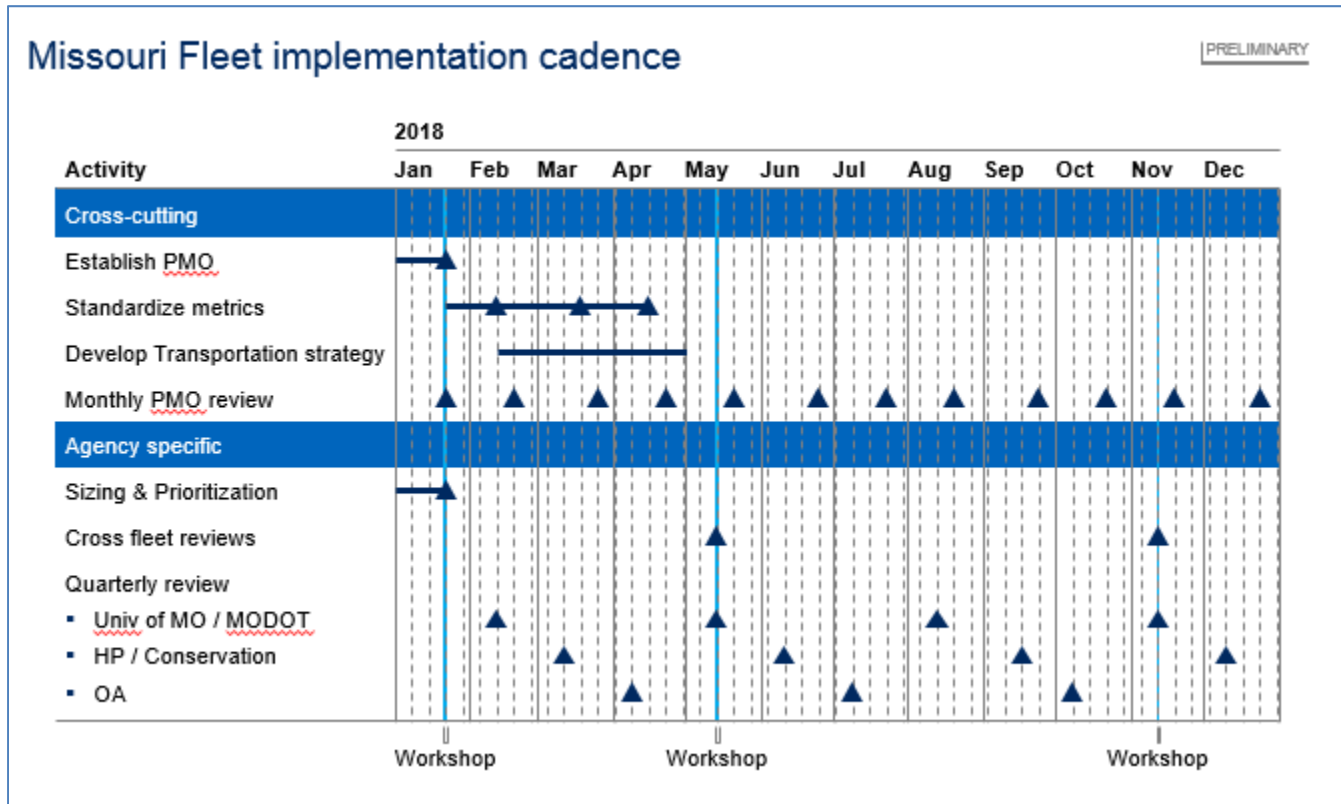 Missouri Fleet implementation cadence
PRELIMINARY
2018
Activity Jan Feb Mar Apr May Jun Jul Aug Sep Oct Nov Dec
Cross-cutting
Establish PMO
Standardize metrics
Develop Transportation strategy
Monthly PMO review
Agency specific
Sizing & Prioritization
Cross fleet reviews
Quarterly review
▪ Univ of MO / MODOT
▪ HP / Conservation
▪ OA
Workshop Workshop Workshop